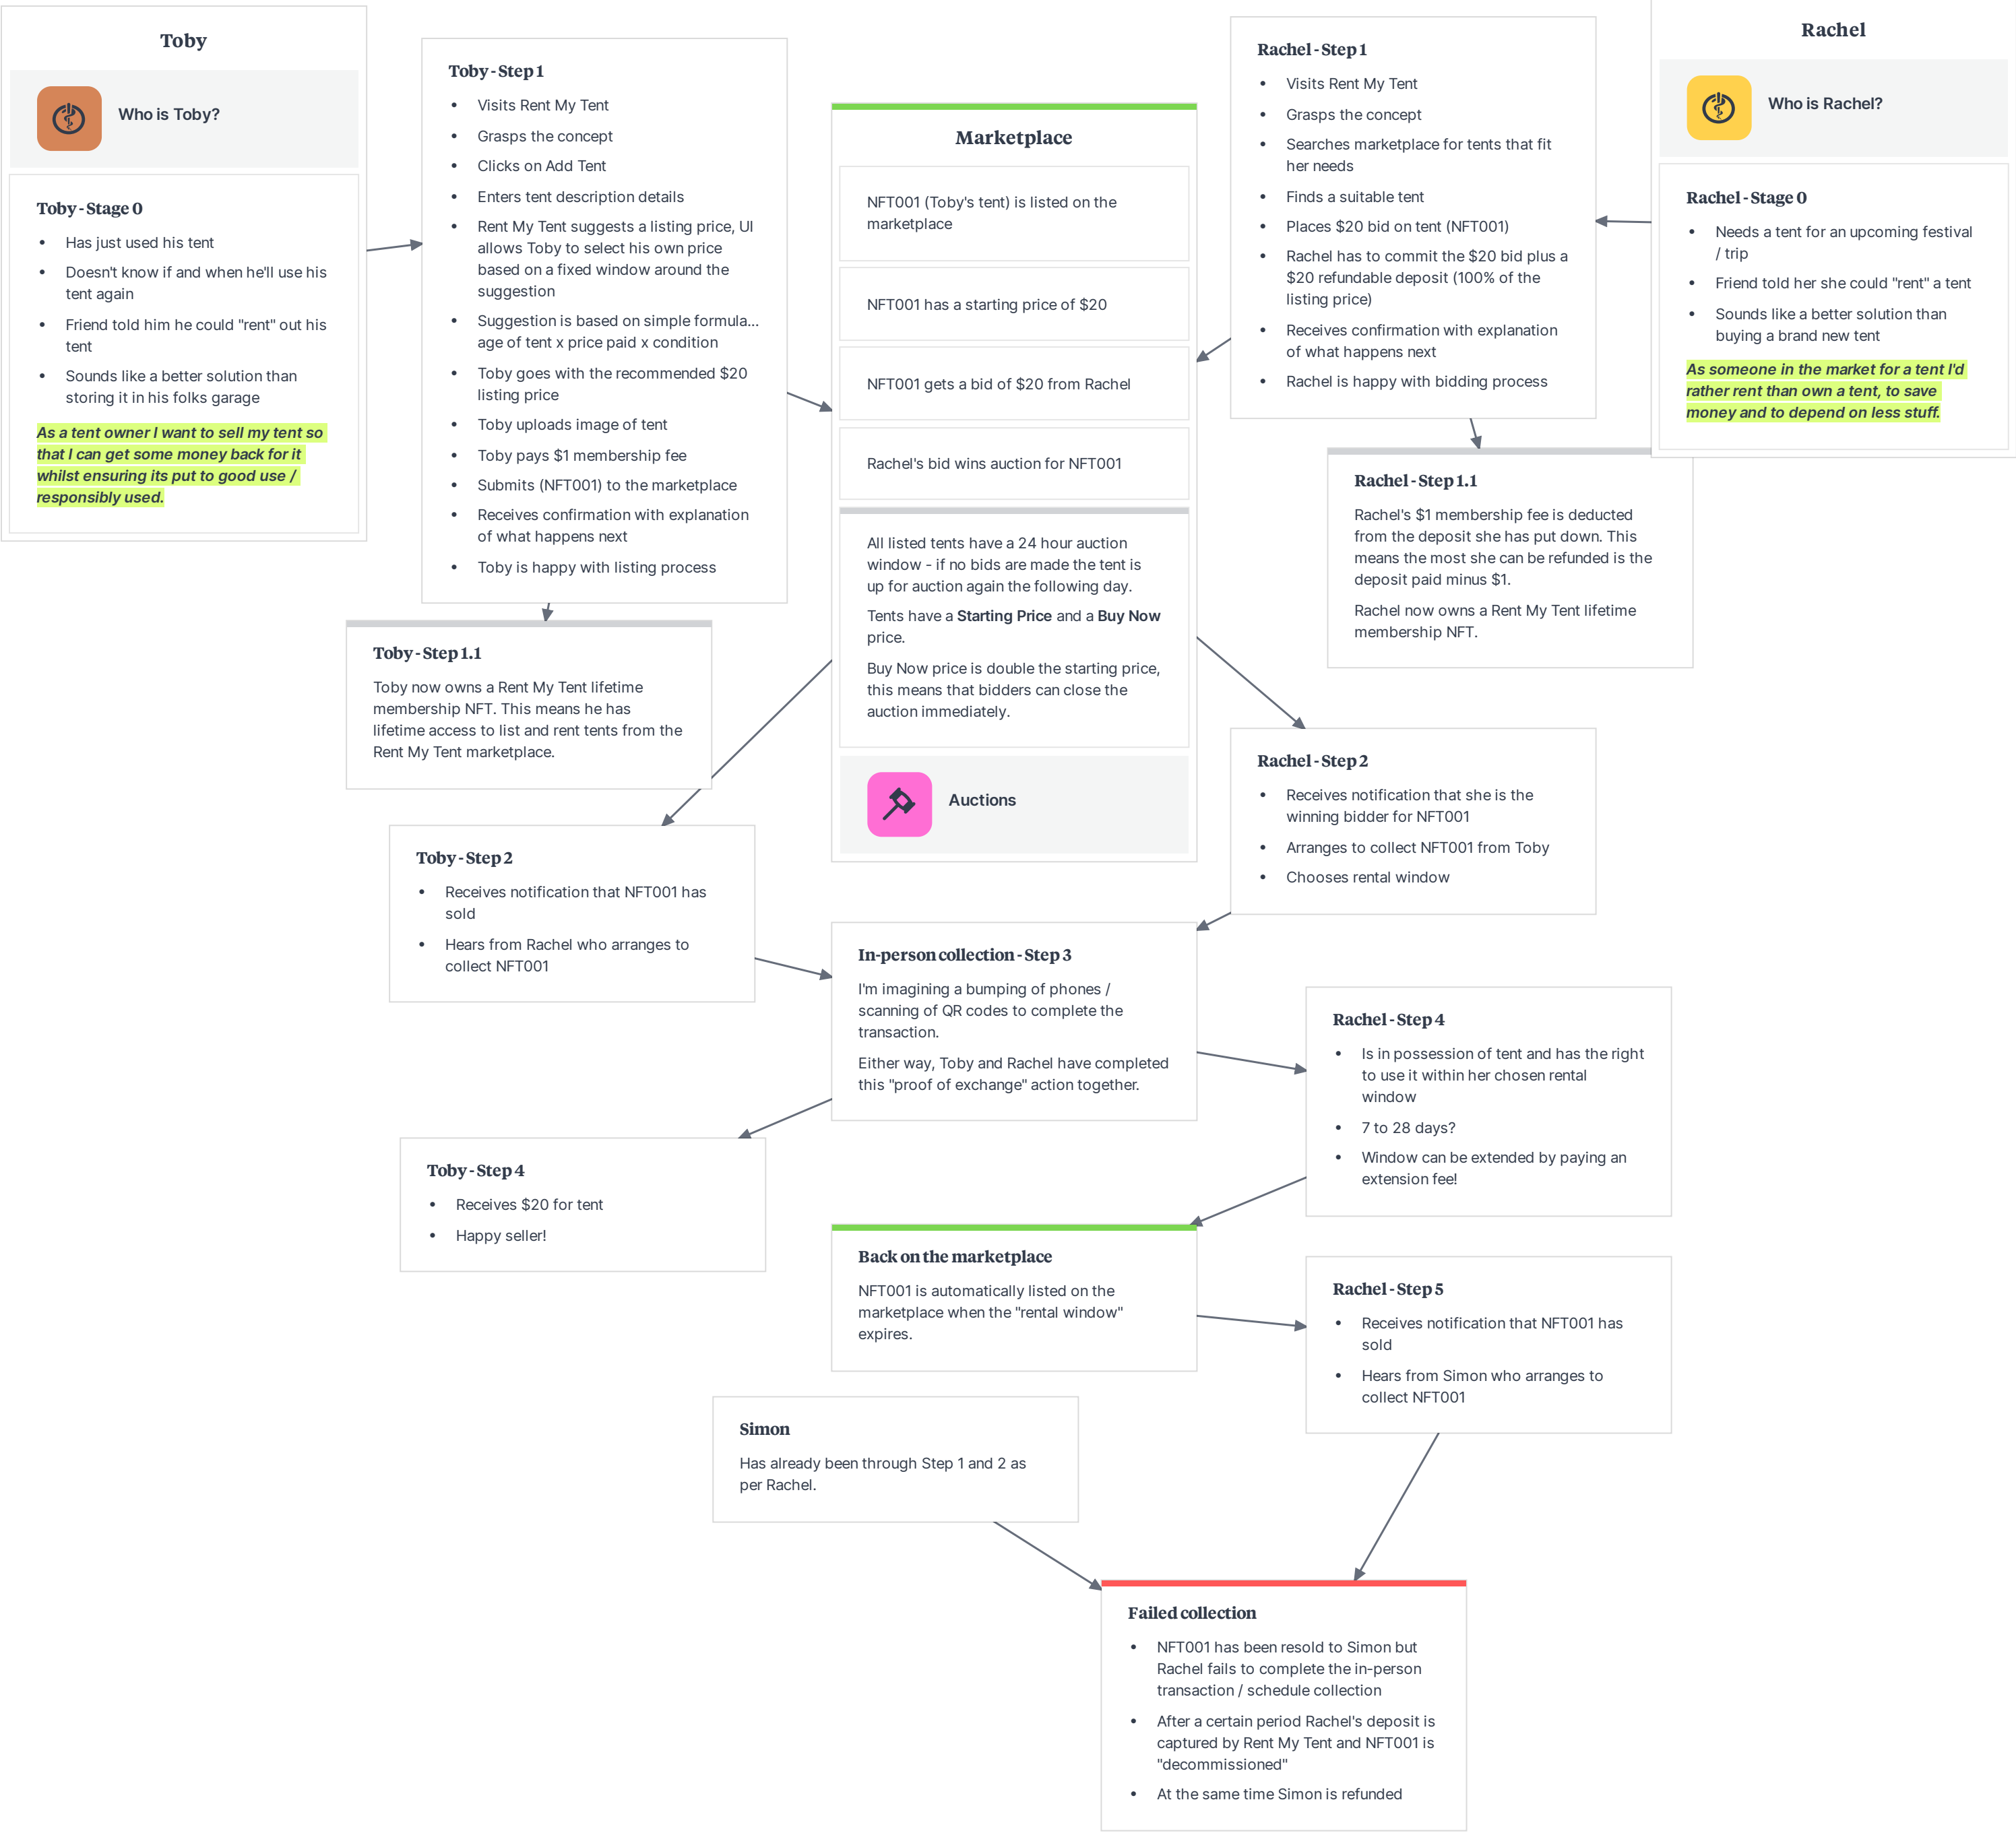 Toby
Who is Toby?
Toby - Stage 0
• Has just used his tent
• Doesn't know if and when he'll use his
tent again
• Friend told him he could "rent" out his
tent
• Sounds like a better solution than
storing it in his folks garage
As a tent owner I want to sell my tent so
that I can get some money back for it
whilst ensuring its put to good use /
responsibly used.
Toby - Step 1
• Visits Rent My Tent
• Grasps the concept
• Clicks on Add Tent
• Enters tent description details
• Rent My Tent suggests a listing price, UI
allows Toby to select his own price
based on a fixed window around the
suggestion
• Suggestion is based on simple formula...
age of tent x price paid x condition
• Toby goes with the recommended $20
listing price
• Toby uploads image of tent
• Toby pays $1 membership fee
• Submits (NFT001) to the marketplace
• Receives confirmation with explanation
of what happens next
• Toby is happy with listing process
Toby - Step 1.1
Toby now owns a Rent My Tent lifetime
membership NFT. This means he has
lifetime access to list and rent tents from the
Rent My Tent marketplace.
Marketplace
NFT001 (Toby's tent) is listed on the
marketplace
NFT001 has a starting price of $20
NFT001 gets a bid of $20 from Rachel
Rachel's bid wins auction for NFT001
All listed tents have a 24 hour auction
window - if no bids are made the tent is
up for auction again the following day.
Tents have a Starting Price and a Buy Now
price.
Buy Now price is double the starting price,
this means that bidders can close the
auction immediately.
Auctions
Rachel - Step 1
• Visits Rent My Tent
• Grasps the concept
• Searches marketplace for tents that fit
her needs
• Finds a suitable tent
• Places $20 bid on tent (NFT001)
• Rachel has to commit the $20 bid plus a
$20 refundable deposit (100% of the
listing price)
• Receives confirmation with explanation
of what happens next
• Rachel is happy with bidding process
Rachel
Who is Rachel?
Rachel - Stage 0
• Needs a tent for an upcoming festival
/ trip
• Friend told her she could "rent" a tent
• Sounds like a better solution than
buying a brand new tent
As someone in the market for a tent I'd
rather rent than own a tent, to save
money and to depend on less stuff.
Rachel - Step 1.1
Rachel's $1 membership fee is deducted
from the deposit she has put down. This
means the most she can be refunded is the
deposit paid minus $1.
Rachel now owns a Rent My Tent lifetime
membership NFT.
Toby - Step 2
• Receives notification that NFT001 has
sold
• Hears from Rachel who arranges to
collect NFT001
Rachel - Step 2
• Receives notification that she is the
winning bidder for NFT001
• Arranges to collect NFT001 from Toby
• Chooses rental window
In-person collection - Step 3
I'm imagining a bumping of phones /
scanning of QR codes to complete the
transaction.
Either way, Toby and Rachel have completed
this "proof of exchange" action together.
Toby - Step 4
• Receives $20 for tent
• Happy seller!
Rachel - Step 4
• Is in possession of tent and has the right
to use it within her chosen rental
window
• 7 to 28 days?
• Window can be extended by paying an
extension fee!
Back on the marketplace
NFT001 is automatically listed on the
marketplace when the "rental window"
expires.
Rachel - Step 5
• Receives notification that NFT001 has
sold
• Hears from Simon who arranges to
collect NFT001
Simon
Has already been through Step 1 and 2 as
per Rachel.
Failed collection
• NFT001 has been resold to Simon but
Rachel fails to complete the in-person
transaction / schedule collection
• After a certain period Rachel's deposit is
captured by Rent My Tent and NFT001 is
"decommissioned"
• At the same time Simon is refunded